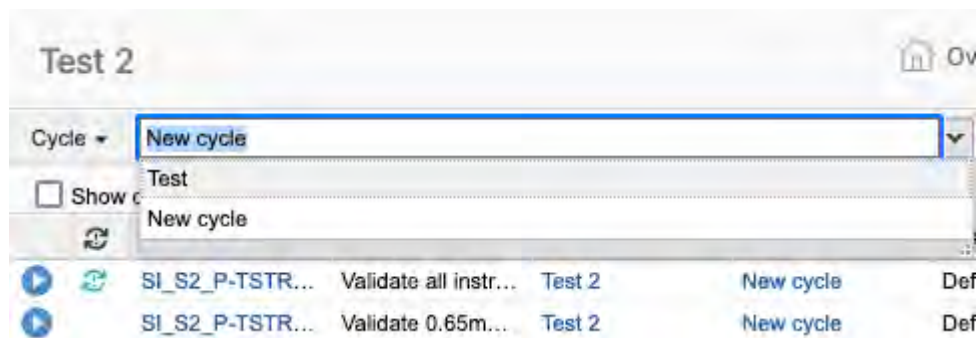 Test 2
Ov
Cycle
New cycle
Test
Show
New cycle
SI_S2_P-TSTR... Validate all instr... Test 2 New cycle Def
SI_S2_P-TSTR... Validate 0.65m... Test 2 New cycle Def